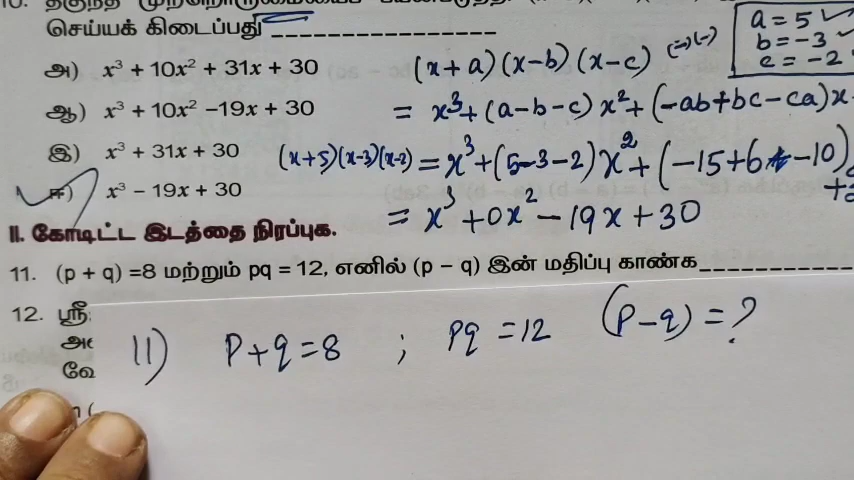 செய்யக் கிடைப்பது ________________
a = 5 ✓
b = -3 ✓
c = -2
அ) x³ + 10x² + 31x + 30
(x+a)(x-b)(x-c) (⇒)(-)
ஆ) x³ + 10x² –19x + 30
= x³ + (a-b-c) x² + (-ab+bc-ca)x
இ) x³ + 31x + 30
(x+5)(x-3)(x-2) = x³ + (5-3-2)x² + (-15+6-10)
x³ – 19x + 30
= x³ + 0x² - 19x + 30
II. கோடிட்ட இடத்தை நிரப்புக.
11. (p + q) =8 மற்றும் pq = 12, எனில் (p – q) இன் மதிப்பு காண்க____________
12. ஸ்ரீ
11) p+q=8 ; pq =12 (p-q) = ?
வே